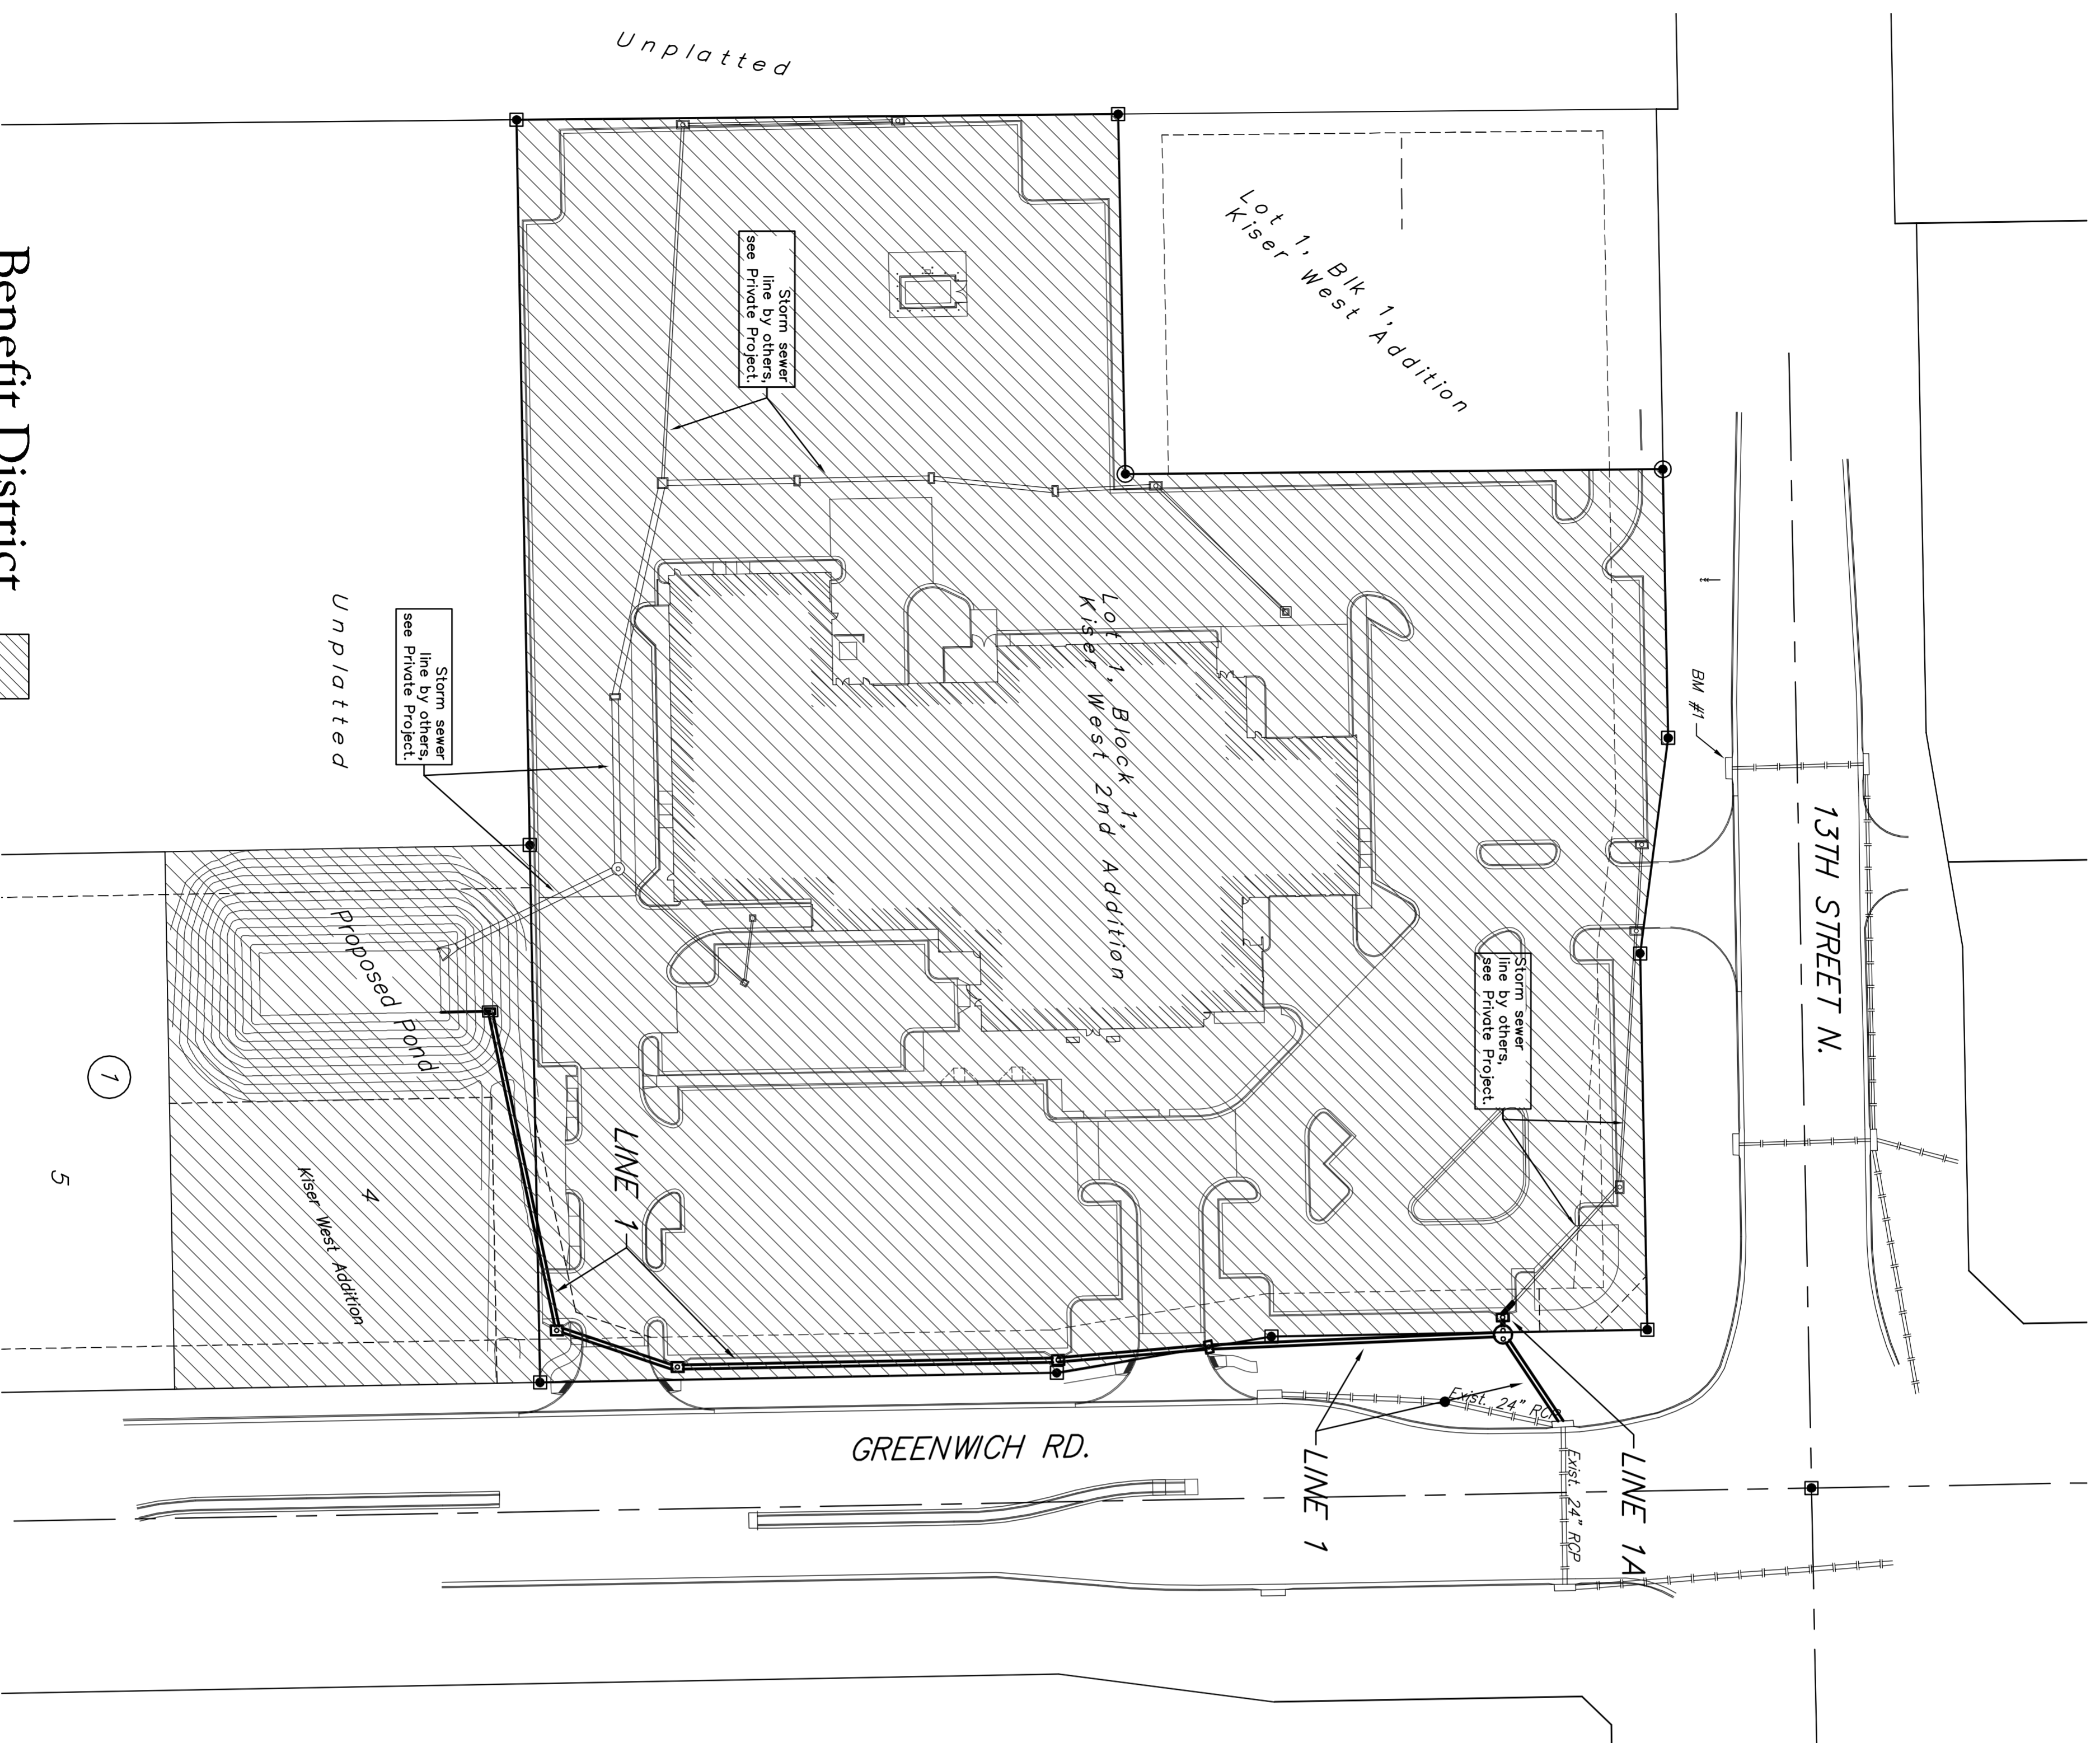 Unplatted
Lot 1, Blk 1,
Kiser West Addition
Storm sewer
line by others,
see Private Project.
Benefit District
Unplatted
Storm sewer
line by others,
see Private Project.
Lot 1, Block 1,
Kiser West 2nd Addition
BM #1
13TH STREET N.
Storm sewer
line by others,
see Private Project.
Proposed Pond
1
5
4
Kiser West Addition
LINE 1
GREENWICH RD.
Exist. 24" RCP
LINE 1
Exist. 24" RCP
LINE 1A